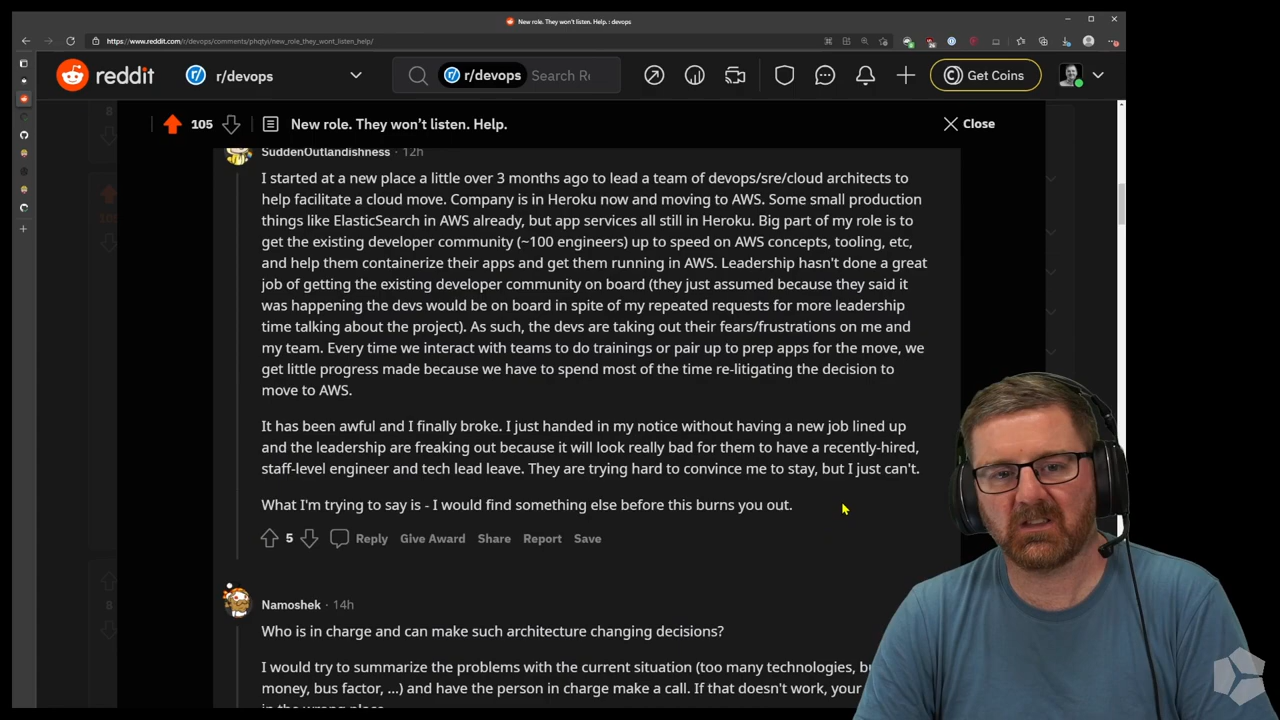 New role. They won't listen. Help. : devops
https://www.reddit.com/r/devops/comments/phqtyi/new_role_they_wont_listen_help/
reddit
r/devops
r/devops Search Re
Get Coins
105
New role. They won't listen. Help.
Close
SuddenOutlandishness · 12h
I started at a new place a little over 3 months ago to lead a team of devops/sre/cloud architects to
help facilitate a cloud move. Company is in Heroku now and moving to AWS. Some small production
things like ElasticSearch in AWS already, but app services all still in Heroku. Big part of my role is to
get the existing developer community (~100 engineers) up to speed on AWS concepts, tooling, etc,
and help them containerize their apps and get them running in AWS. Leadership hasn't done a great
job of getting the existing developer community on board (they just assumed because they said it
was happening the devs would be on board in spite of my repeated requests for more leadership
time talking about the project). As such, the devs are taking out their fears/frustrations on me and
my team. Every time we interact with teams to do trainings or pair up to prep apps for the move, we
get little progress made because we have to spend most of the time re-litigating the decision to
move to AWS.
It has been awful and I finally broke. I just handed in my notice without having a new job lined up
and the leadership are freaking out because it will look really bad for them to have a recently-hired,
staff-level engineer and tech lead leave. They are trying hard to convince me to stay, but I just can't.
What I'm trying to say is - I would find something else before this burns you out.
5 Reply Give Award Share Report Save
Namoshek · 14h
Who is in charge and can make such architecture changing decisions?
I would try to summarize the problems with the current situation (too many technologies, bu
money, bus factor, ...) and have the person in charge make a call. If that doesn't work, your
in the wrong place